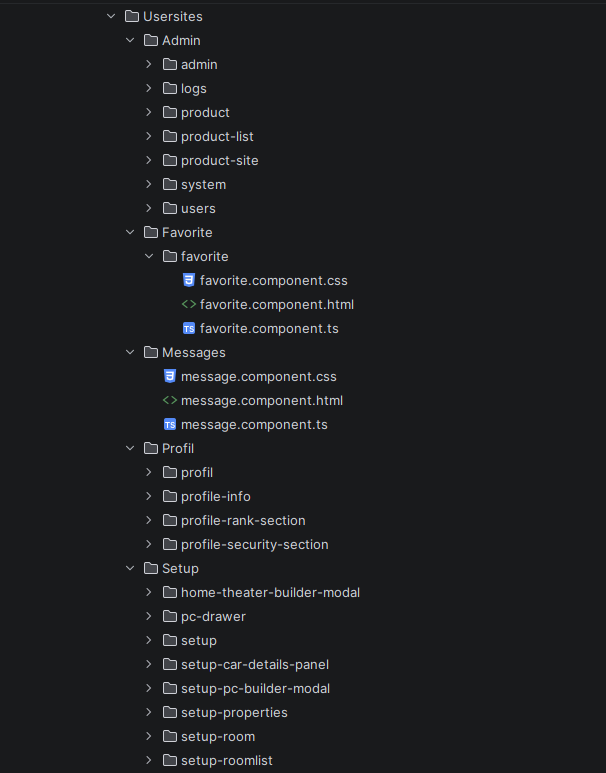 Usersites
Admin
admin
logs
product
product-list
product-site
system
users
Favorite
favorite
favorite.component.css
favorite.component.html
TS favorite.component.ts
Messages
message.component.css
message.component.html
TS message.component.ts
Profil
profil
profile-info
profile-rank-section
profile-security-section
Setup
home-theater-builder-modal
pc-drawer
setup
setup-car-details-panel
setup-pc-builder-modal
setup-properties
setup-room
setup-roomlist